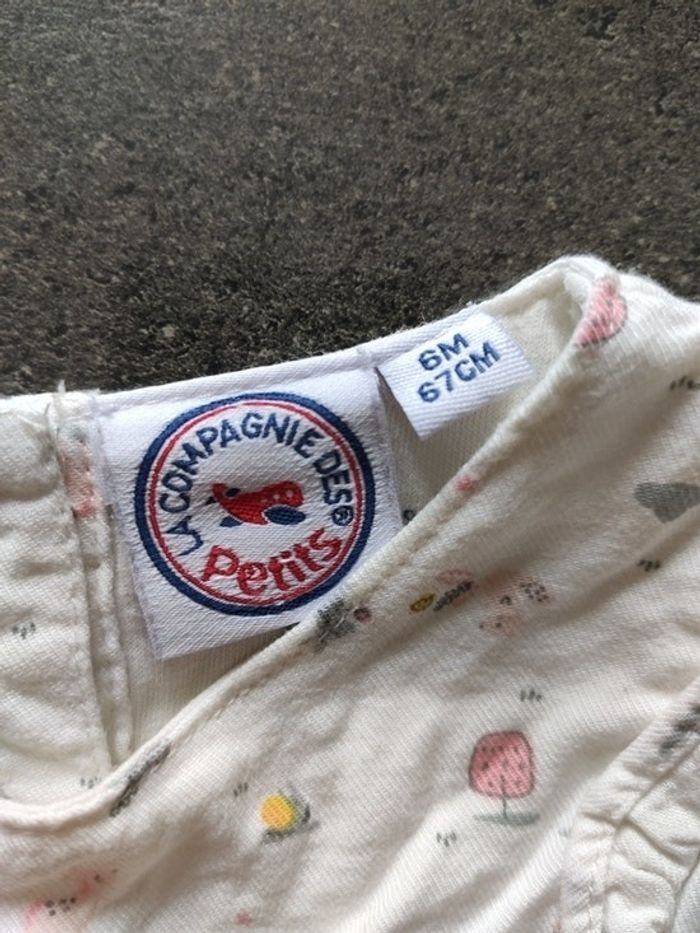 LA COMPAGNIE DES®
Petits
6M
67CM